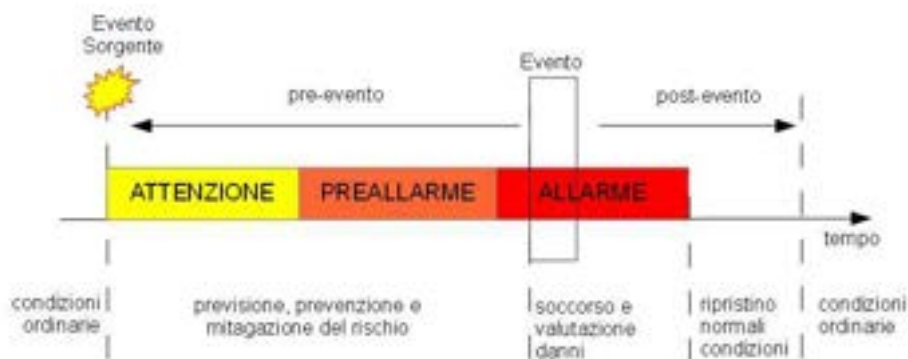 Evento
Sorgente
Evento
pre-evento
post-evento
ATTENZIONE
PREALLARME
ALLARME
tempo
condizioni
ordinarie
previsione, prevenzione e
mitagazione del rischio
soccorso e
valutazione
danni
ripristino
normali
condizioni
condizioni
ordinarie